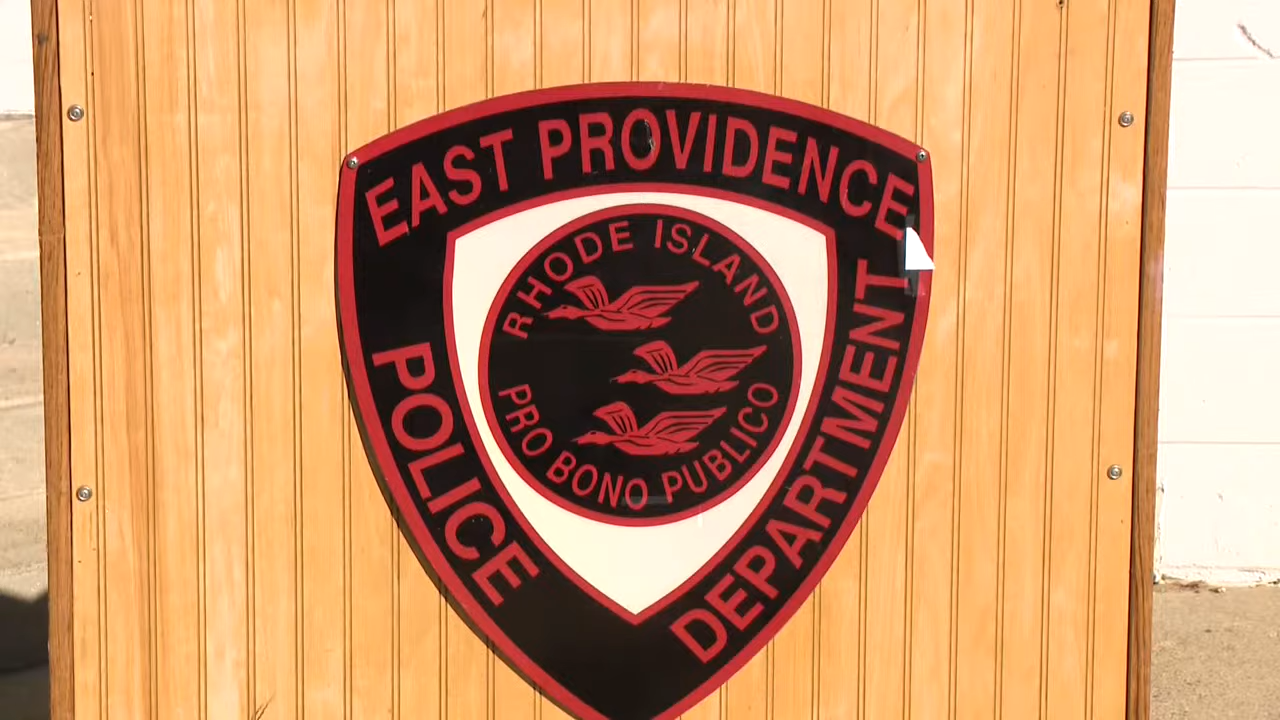 EAST PROVIDENCE
POLICE
DEPARTMENT
RHODE ISLAND
PRO BONO PUBLICO